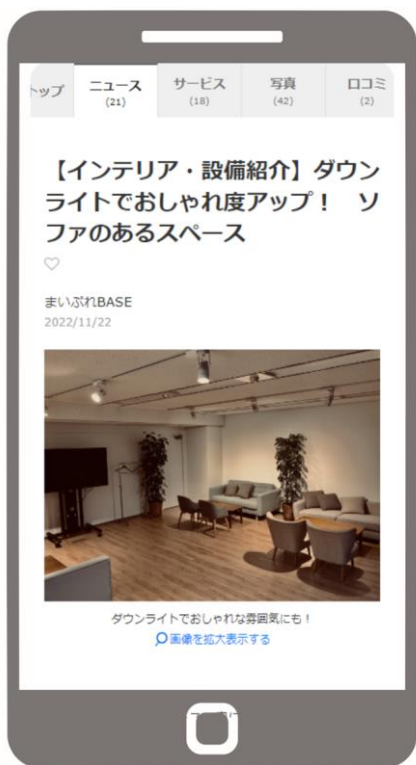 トップ
ニュース
(21)
サービス
(18)
写真
(42)
口コミ
(2)
【インテリア・設備紹介】ダウン
ライトでおしゃれ度アップ！　ソ
ファのあるスペース
まいぷれBASE
2022/11/22
ダウンライトでおしゃれな雰囲気にも！
画像を拡大表示する